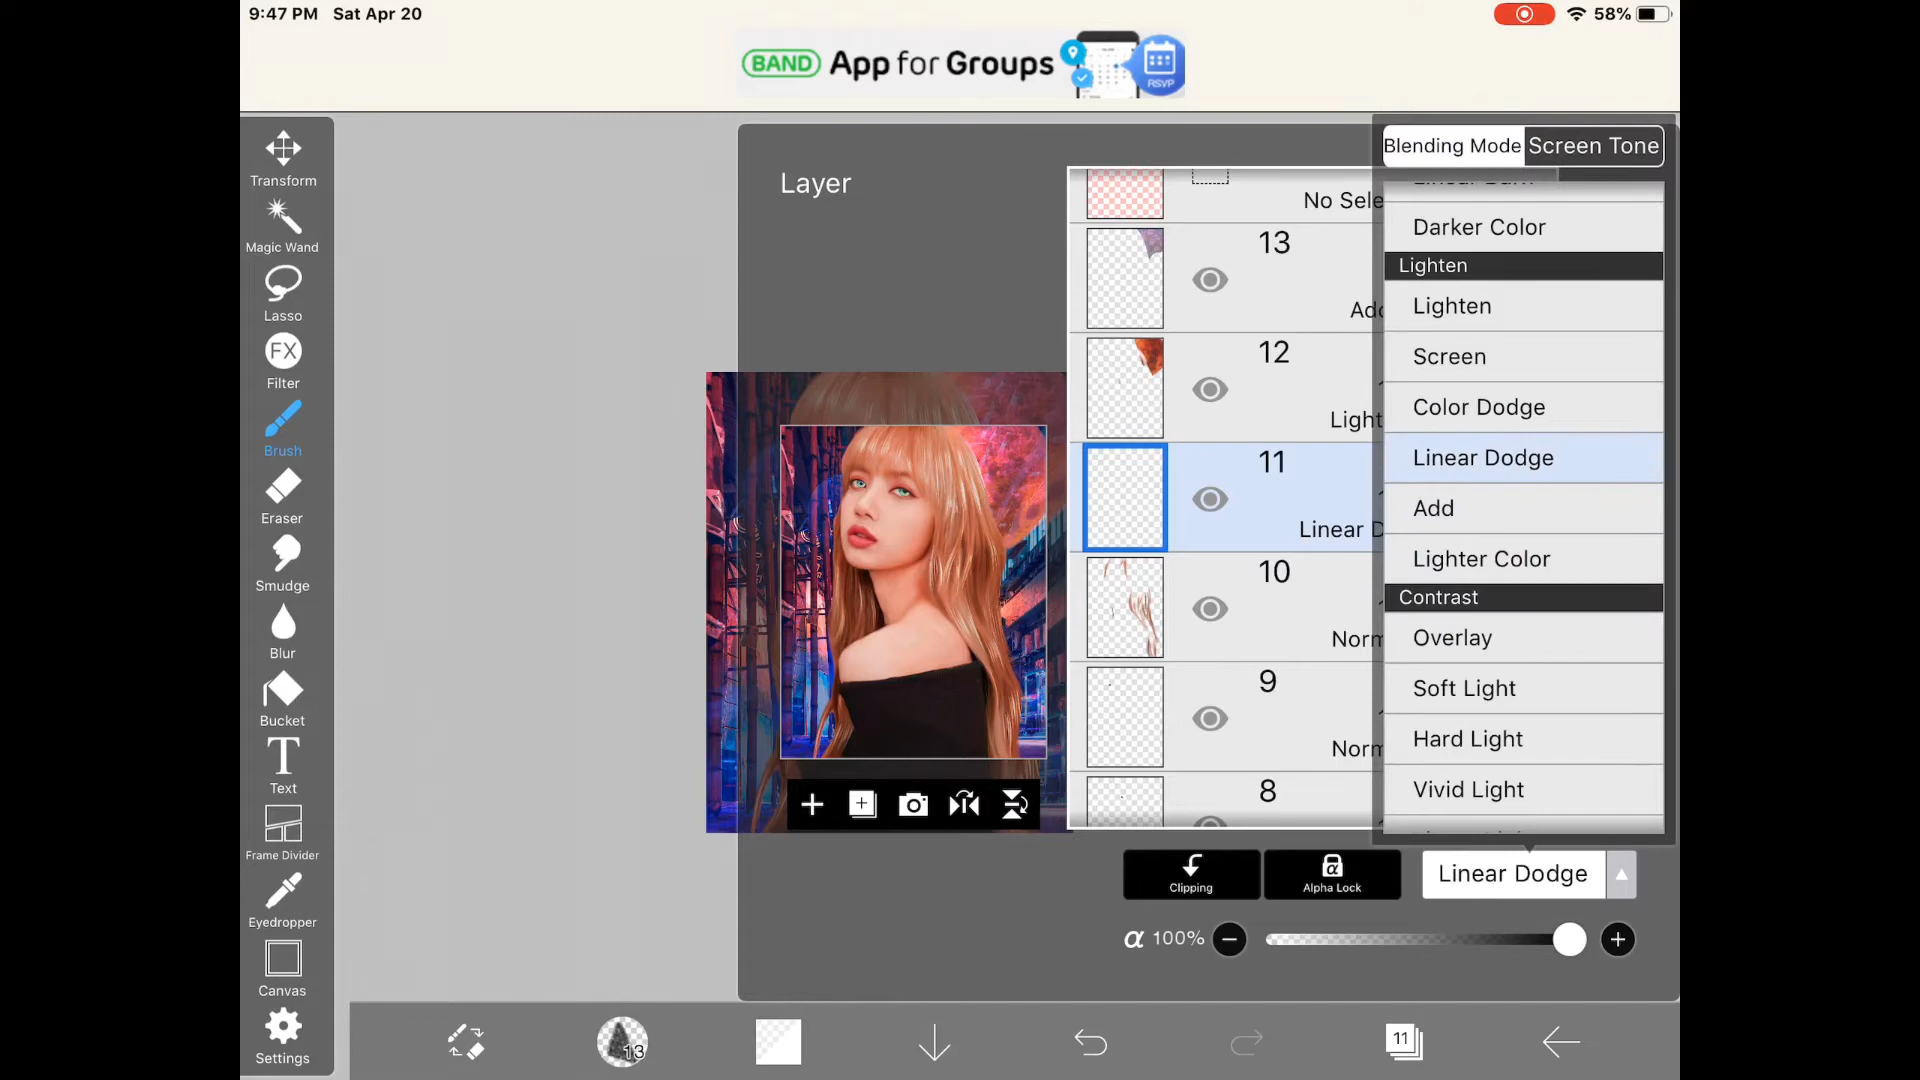 9:47 PM Sat Apr 20
58%
BAND App for Groups
RSVP
Transform
Magic Wand
Lasso
FX
Filter
Brush
Eraser
Smudge
Blur
Bucket
T
Text
Frame Divider
Eyedropper
Canvas
Settings
Layer
No Sele
13
Add
12
Light
11
Linear D
10
Norm
9
Norm
8
Blending Mode
Screen Tone
Darker Color
Lighten
Lighten
Screen
Color Dodge
Linear Dodge
Add
Lighter Color
Contrast
Overlay
Soft Light
Hard Light
Vivid Light
Clipping
α
Alpha Lock
Linear Dodge
α 100%
13
11